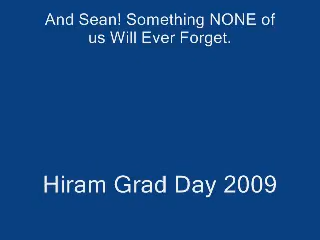 And Sean! Something NONE of
us Will Ever Forget.
Hiram Grad Day 2009